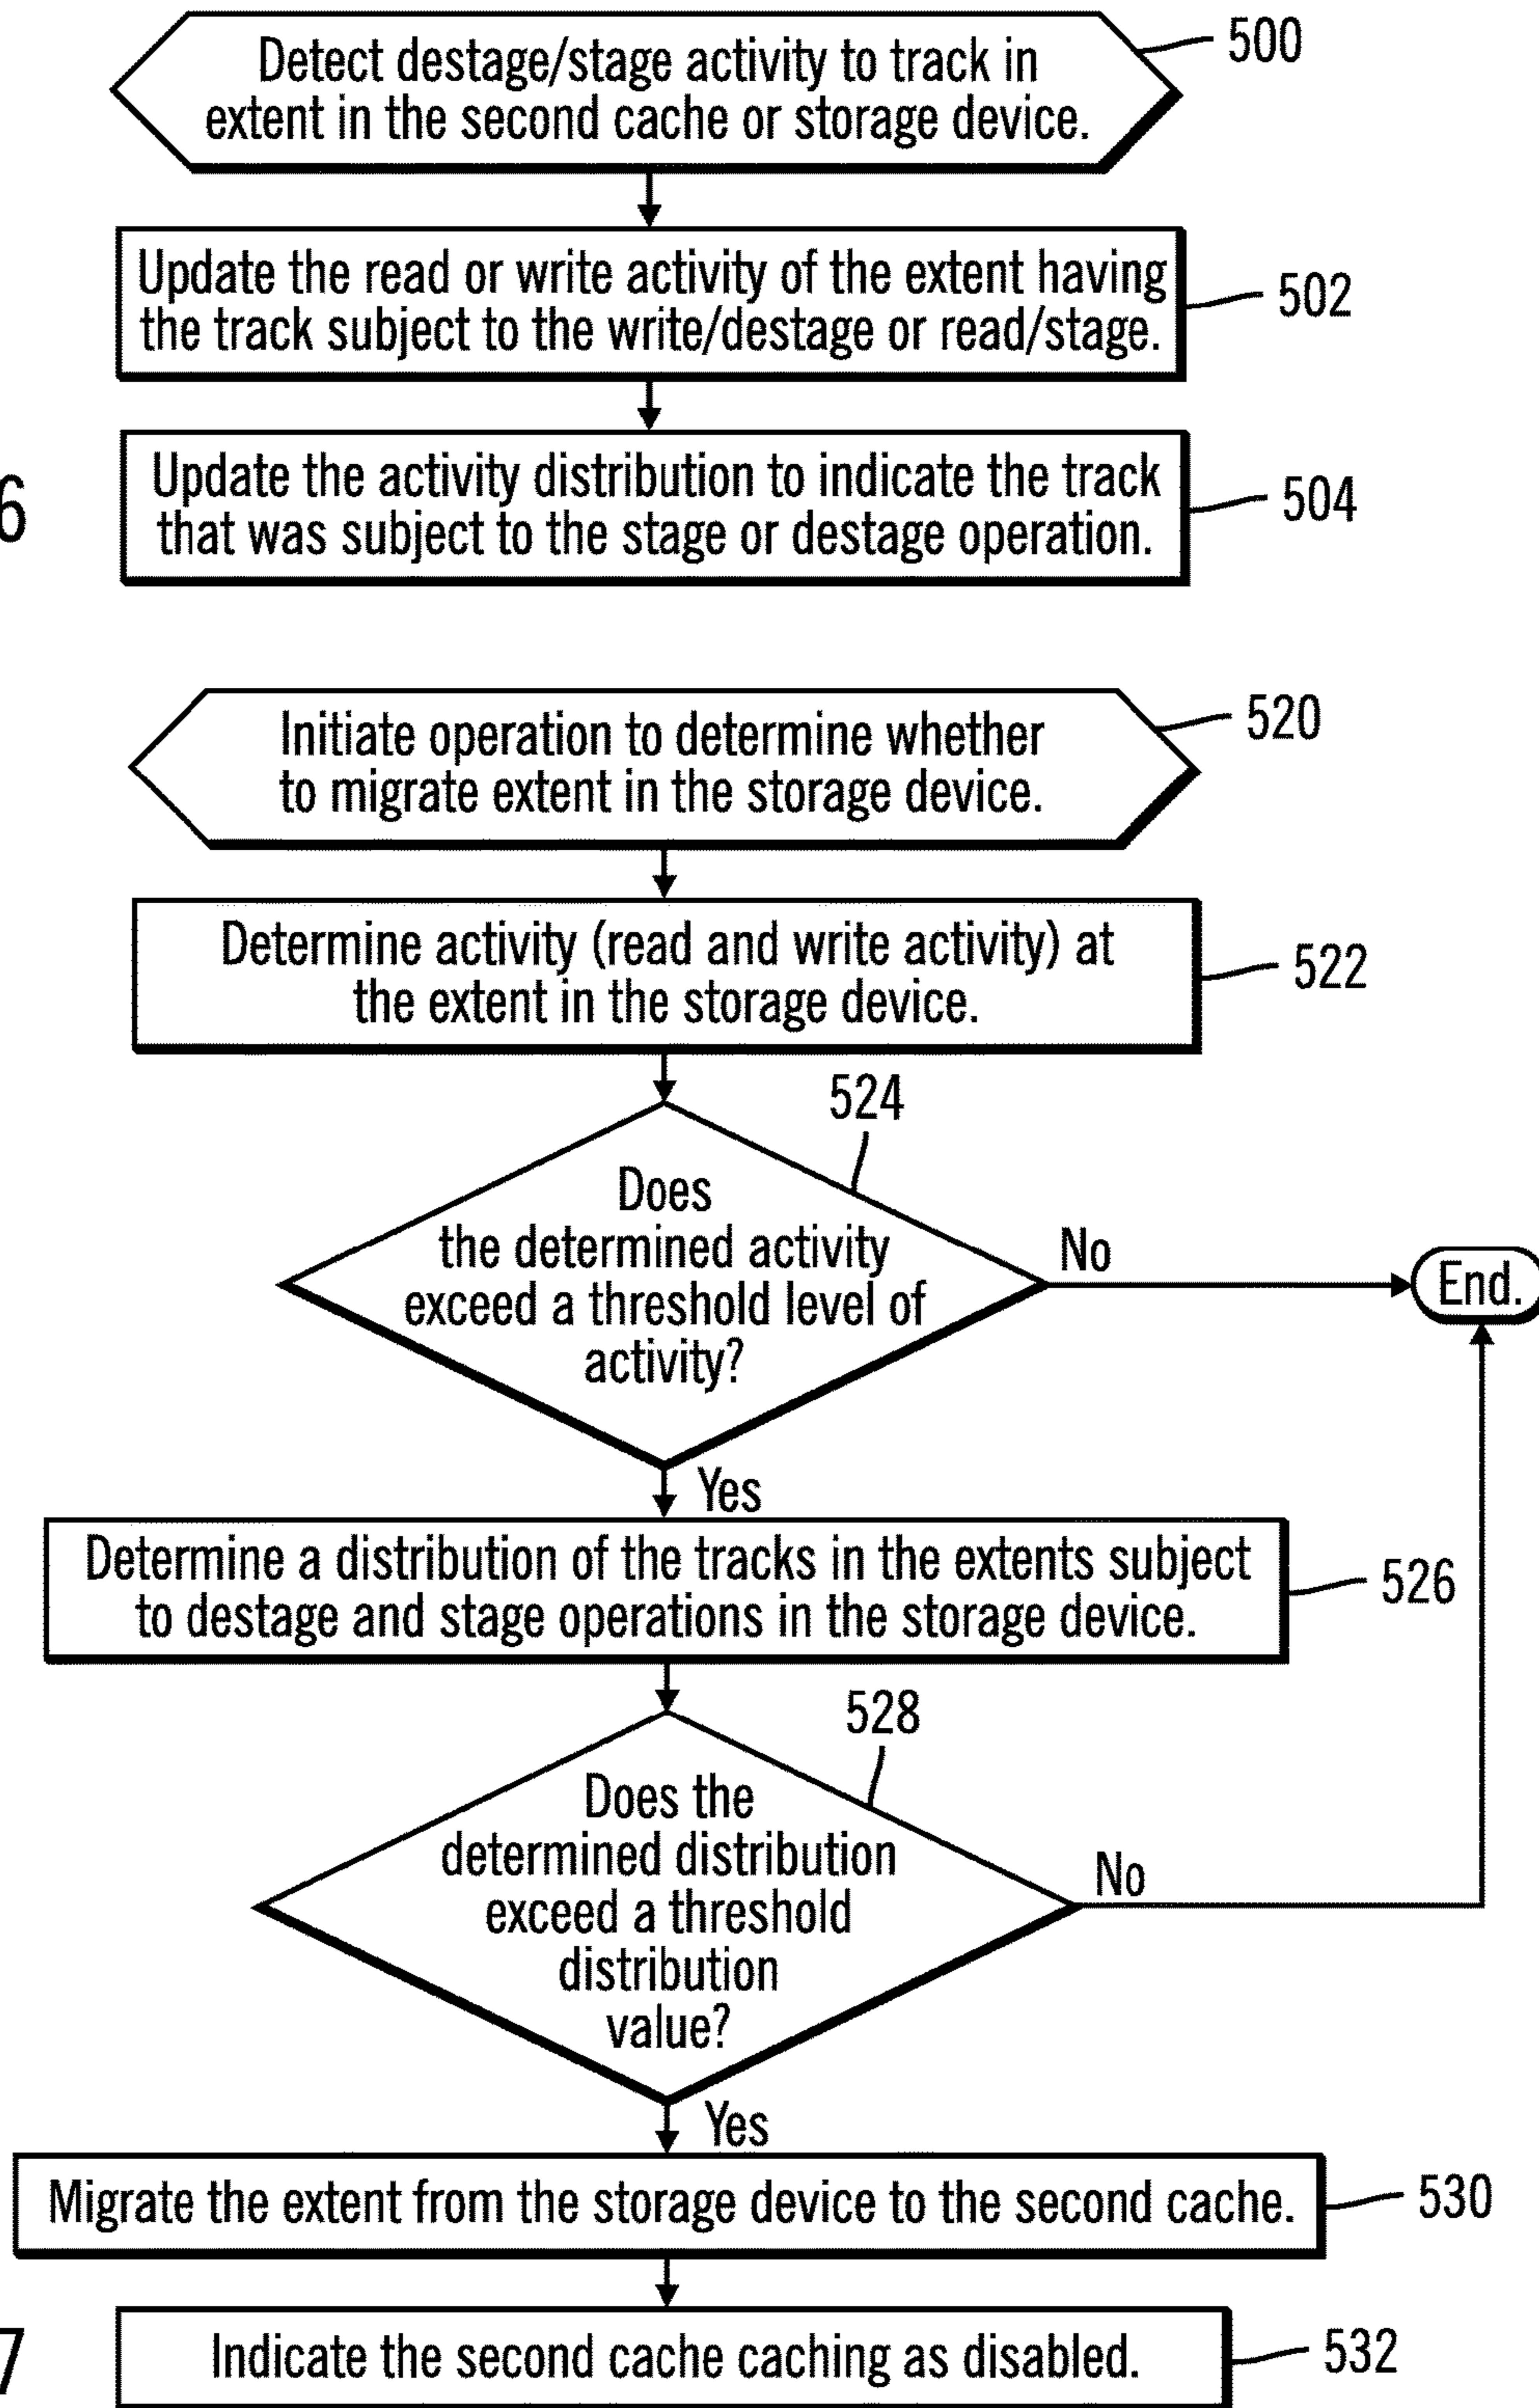 Detect destage/stage activity to track in
extent in the second cache or storage device.
500
Update the read or write activity of the extent having
the track subject to the write/destage or read/stage.
502
6
Update the activity distribution to indicate the track
that was subject to the stage or destage operation.
504
Initiate operation to determine whether
to migrate extent in the storage device.
520
Determine activity (read and write activity) at
the extent in the storage device.
522
524
Does
the determined activity
exceed a threshold level of
activity?
No
End.
Yes
Determine a distribution of the tracks in the extents subject
to destage and stage operations in the storage device.
526
528
Does the
determined distribution
exceed a threshold
distribution
value?
No
Yes
Migrate the extent from the storage device to the second cache.
530
7
Indicate the second cache caching as disabled.
532